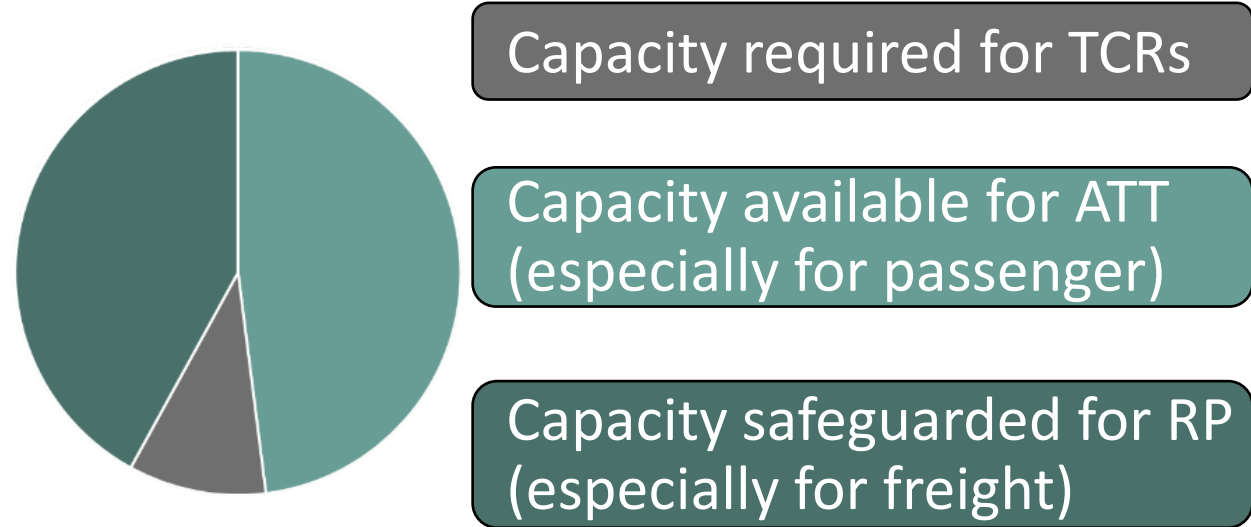 Capacity required for TCRs
Capacity available for ATT
(especially for passenger)
Capacity safeguarded for RP
(especially for freight)